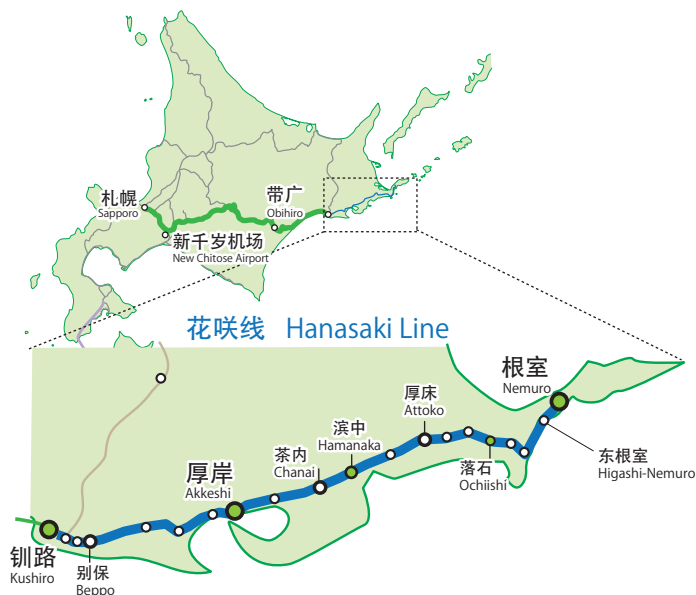 札幌
Sapporo
带广
Obihiro
新千岁机场
New Chitose Airport
花咲线 Hanasaki Line
根室
Nemuro
厚床
Attoko
滨中
Hamanaka
茶内
Chanai
东根室
Higashi-Nemuro
落石
Ochiishi
厚岸
Akkeshi
钏路
Kushiro
别保
Beppo